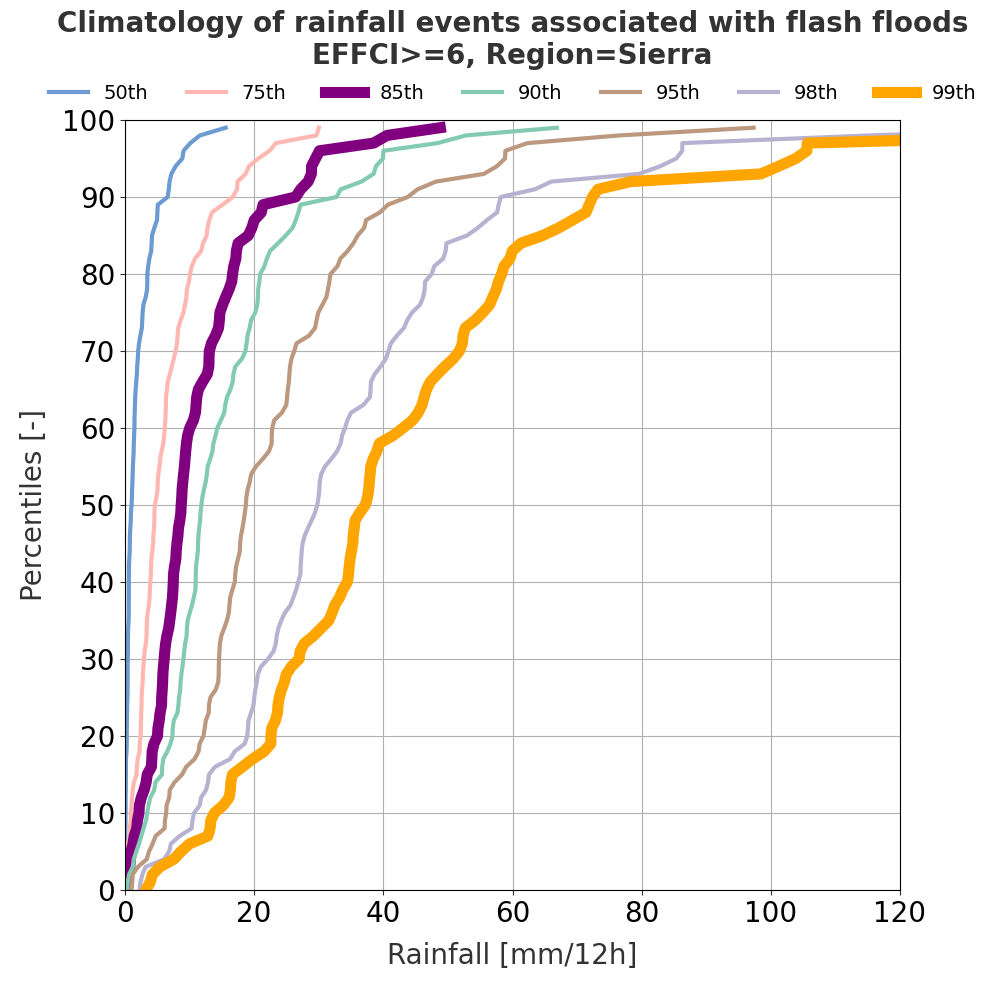 Climatology of rainfall events associated with flash floods
EFFCI>=6, Region=Sierra
50th 75th 85th 90th 95th 98th 99th
100
90
80
70
60
50
40
30
20
10
0
Percentiles [-]
0 20 40 60 80 100 120
Rainfall [mm/12h]